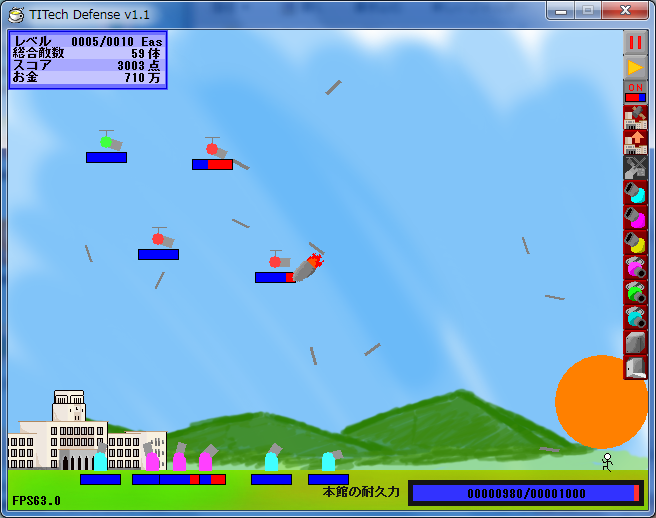 TITech Defense v1.1
レベル 0005/0010 Eas
総合敵数 59 体
スコア 3003 点
お金 710 万
ON
本館の耐久力 00000980/00001000
FPS63.0